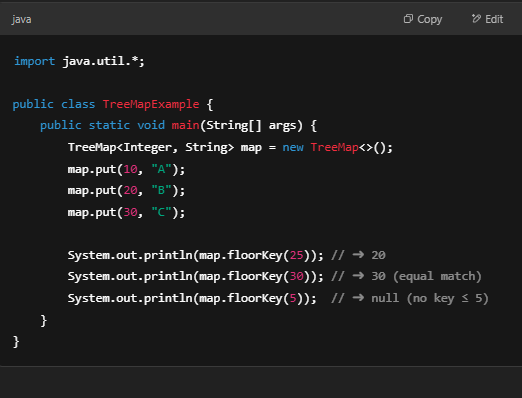 java Copy Edit
import java.util.*;
public class TreeMapExample {
    public static void main(String[] args) {
        TreeMap<Integer, String> map = new TreeMap<>();
        map.put(10, "A");
        map.put(20, "B");
        map.put(30, "C");
        System.out.println(map.floorKey(25)); // ➜ 20
        System.out.println(map.floorKey(30)); // ➜ 30 (equal match)
        System.out.println(map.floorKey(5));  // ➜ null (no key ≤ 5)
    }
}